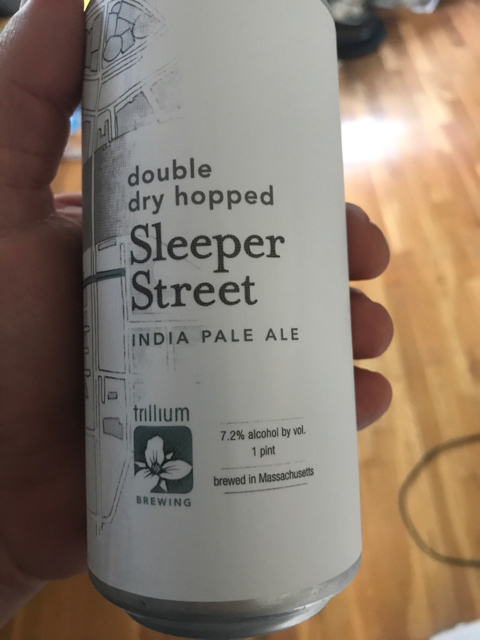 double
dry hopped
Sleeper
Street
INDIA PALE ALE
trillium
BREWING
7.2% alcohol by vol.
1 pint
brewed in Massachusetts